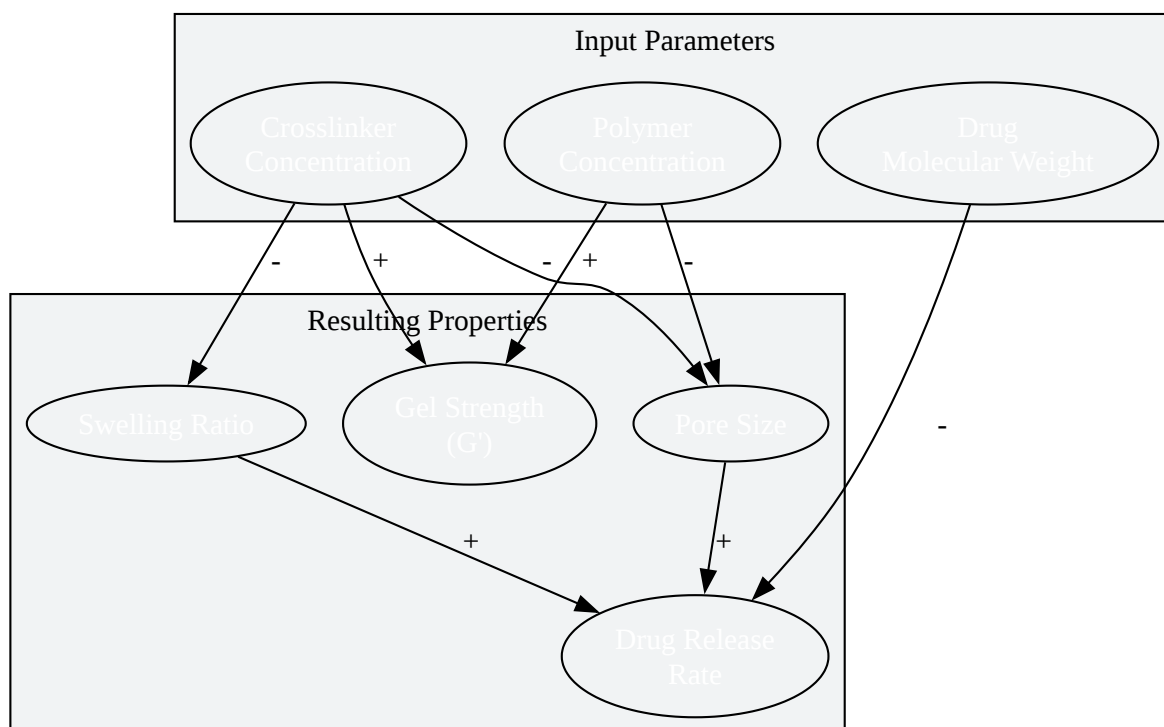 Input Parameters
Crosslinker
Concentration
Polymer
Concentration
Drug
Molecular Weight
-
+
-
+
-
-
Resulting Properties
Swelling Ratio
Gel Strength
(G')
Pore Size
+
+
Drug Release
Rate